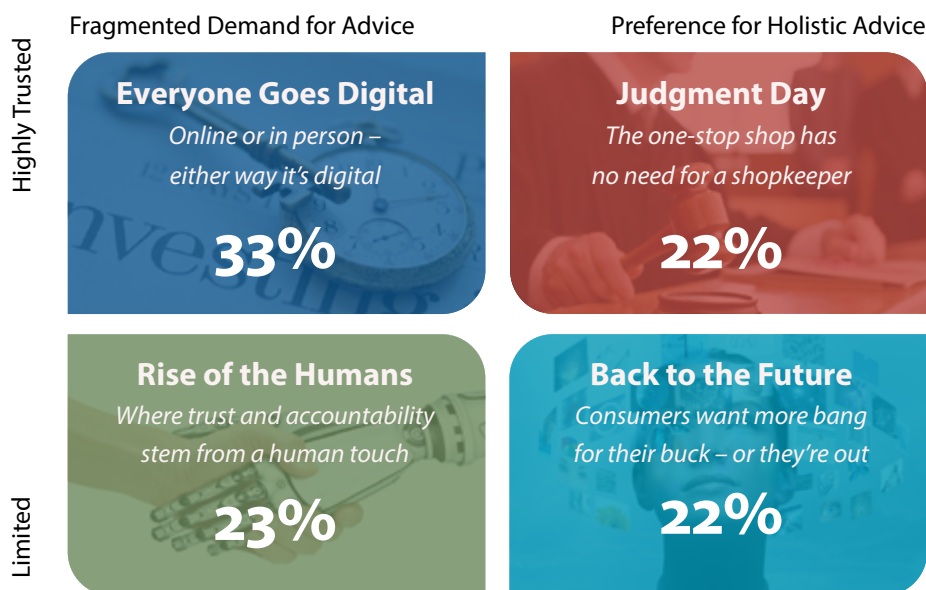 Fragmented Demand for Advice
Preference for Holistic Advice
Highly Trusted
Everyone Goes Digital
Online or in person –
either way it's digital
33%
Judgment Day
The one-stop shop has
no need for a shopkeeper
22%
Limited
Rise of the Humans
Where trust and accountability
stem from a human touch
23%
Back to the Future
Consumers want more bang
for their buck – or they're out
22%
nvesting